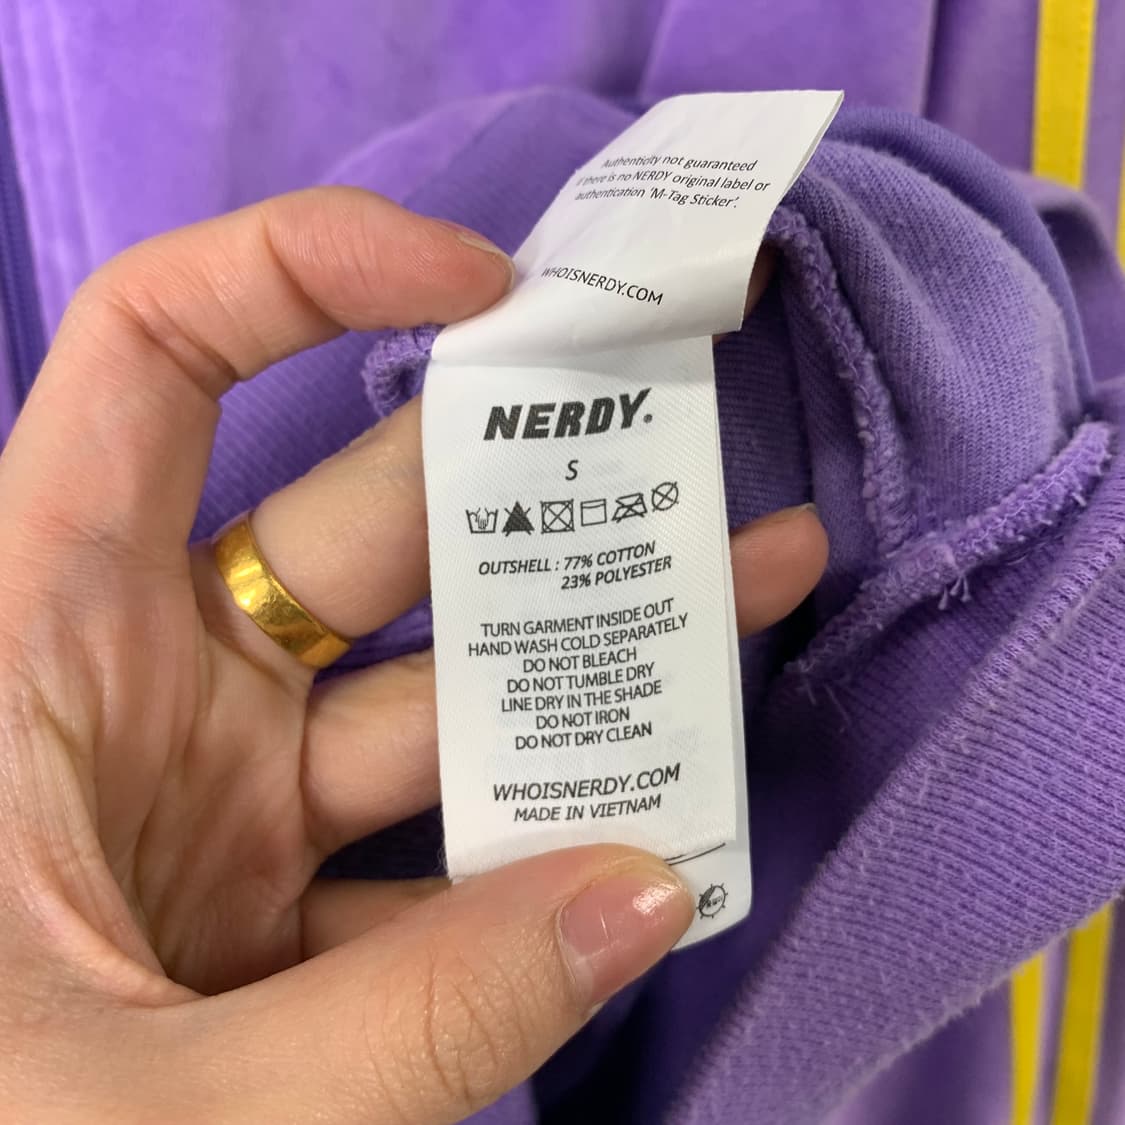 Authenticity not guaranteed
if there is no NERDY original label or
authentication 'M-Tag Sticker'.
WHOISNERDY.COM
NERDY.
S
OUTSHELL : 77% COTTON
23% POLYESTER
TURN GARMENT INSIDE OUT
HAND WASH COLD SEPARATELY
DO NOT BLEACH
DO NOT TUMBLE DRY
LINE DRY IN THE SHADE
DO NOT IRON
DO NOT DRY CLEAN
WHOISNERDY.COM
MADE IN VIETNAM